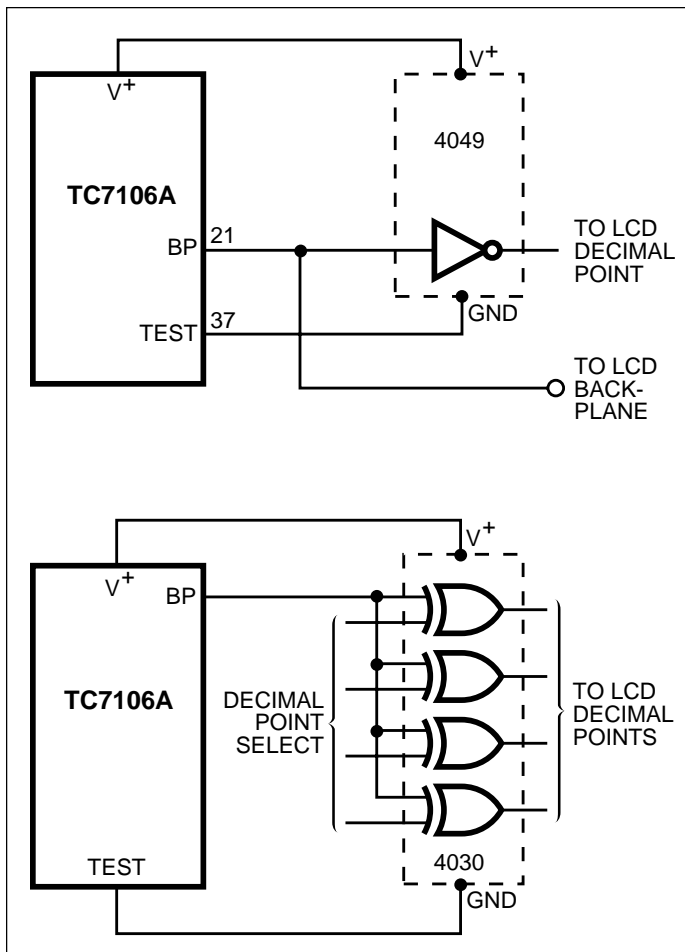 V+
V+
4049
TC7106A
BP
21
TO LCD
DECIMAL
POINT
TEST
37
GND
TO LCD
BACK-
PLANE
V+
V+
BP
TC7106A
DECIMAL
POINT
SELECT
TO LCD
DECIMAL
POINTS
TEST
4030
GND